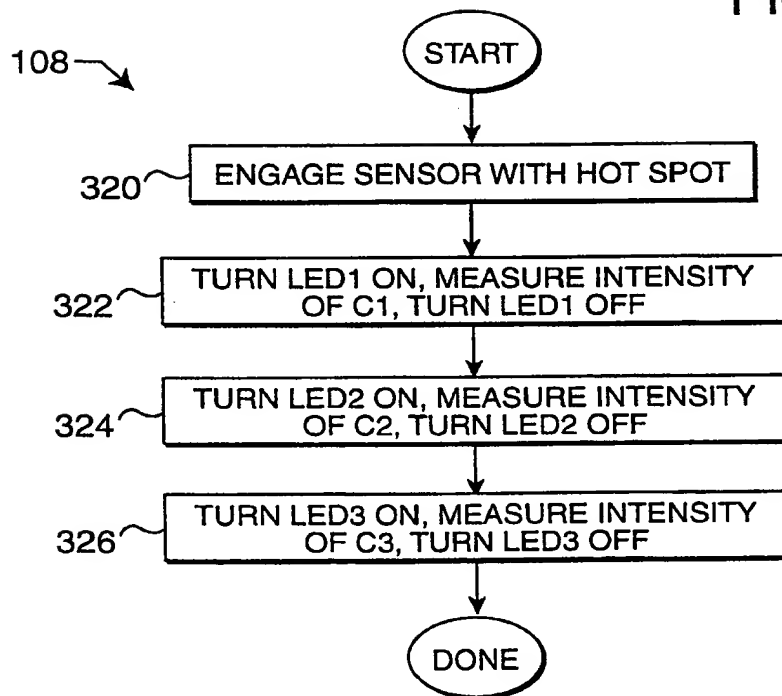 108
START
320
ENGAGE SENSOR WITH HOT SPOT
322
TURN LED1 ON, MEASURE INTENSITY
OF C1, TURN LED1 OFF
324
TURN LED2 ON, MEASURE INTENSITY
OF C2, TURN LED2 OFF
326
TURN LED3 ON, MEASURE INTENSITY
OF C3, TURN LED3 OFF
DONE